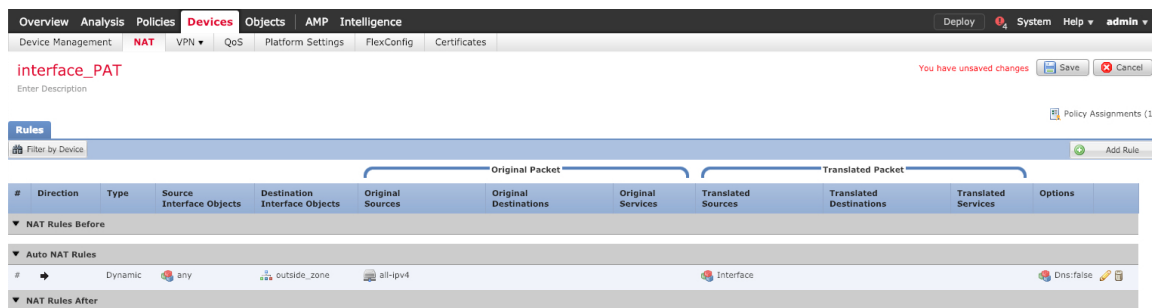 Overview Analysis Policies Devices Objects AMP Intelligence Deploy 4 System Help admin
Device Management NAT VPN QoS Platform Settings FlexConfig Certificates
interface_PAT You have unsaved changes Save Cancel
Enter Description
Policy Assignments (1
Rules
Filter by Device Add Rule
Original Packet Translated Packet
# Direction Type Source Interface Objects Destination Interface Objects Original Sources Original Destinations Original Services Translated Sources Translated Destinations Translated Services Options
NAT Rules Before
Auto NAT Rules
# Dynamic any outside_zone all-ipv4 Interface Dns:false
NAT Rules After